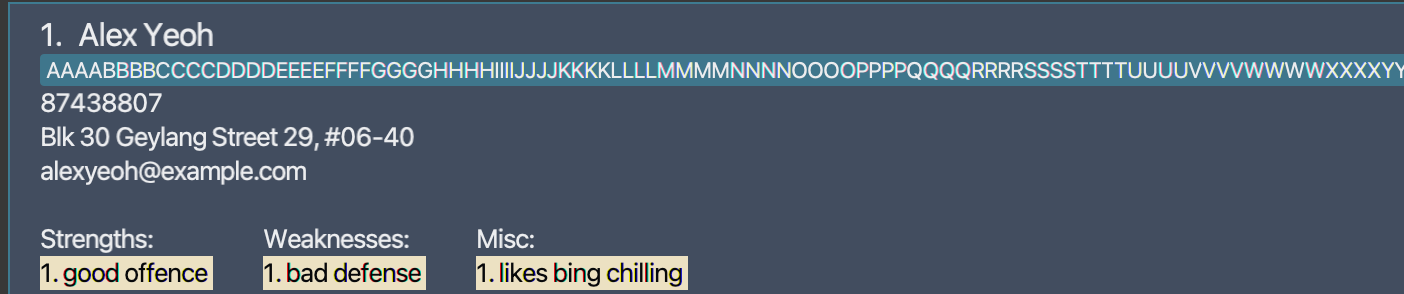 1. Alex Yeoh
AAAABBBBCCCCDDDDEEEEFFFFGGGGHHHHIIIIJJJJKKKKLLLLMMMMNNNNOOOOPPPPQQQQRRRRSSSSTTTTUUUUVVVVWWWWXXXXYY
87438807
Blk 30 Geylang Street 29, #06-40
alexyeoh@example.com
Strengths: Weaknesses: Misc:
1. good offence 1. bad defense 1. likes bing chilling